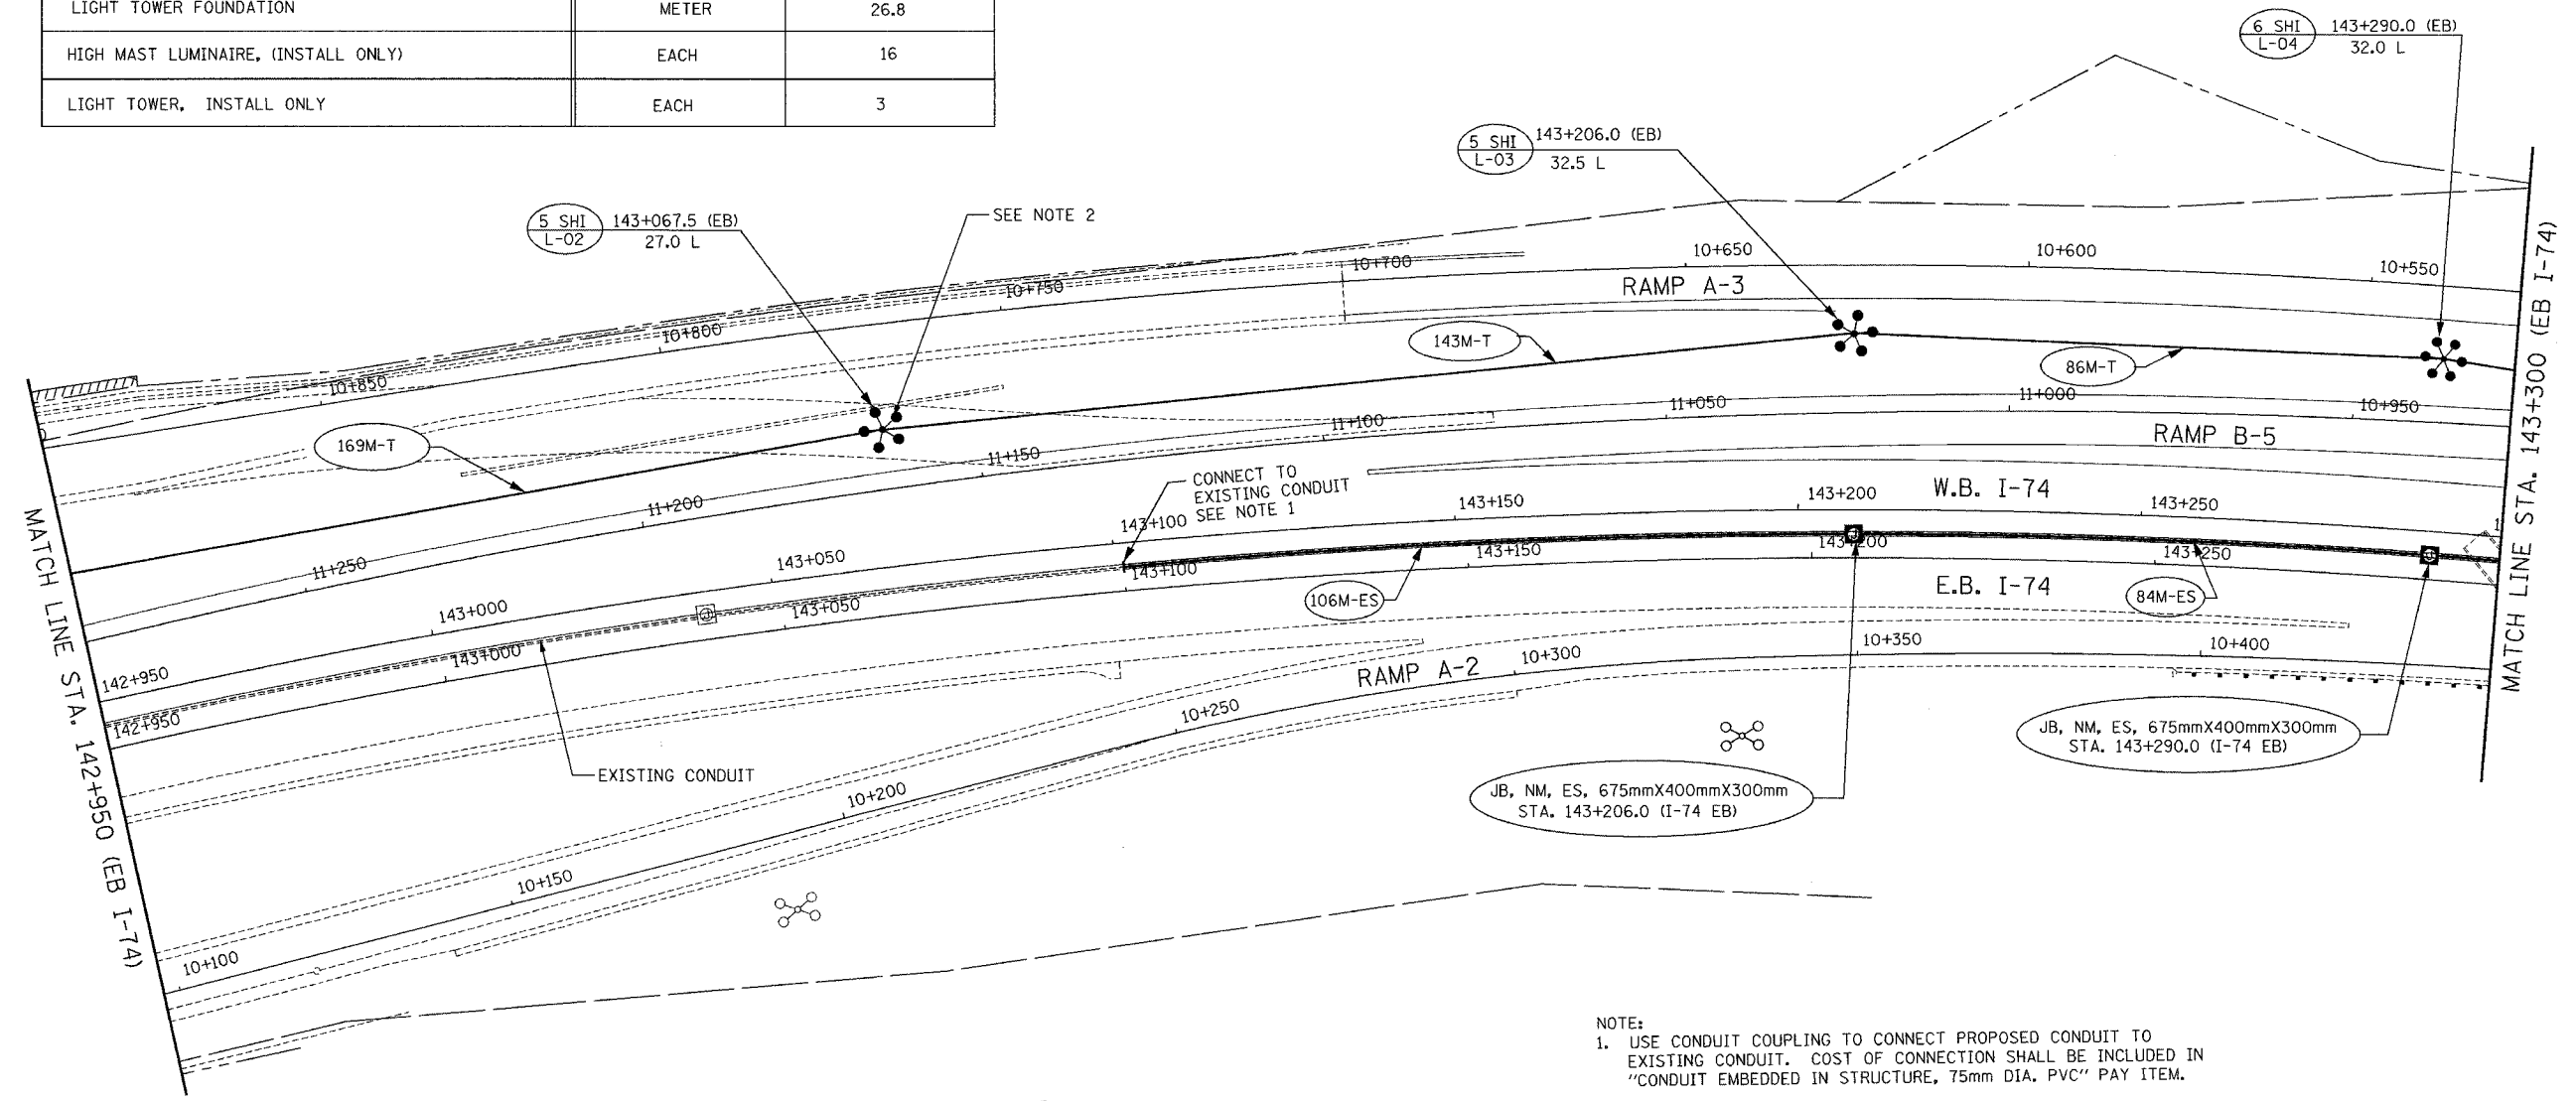 LIGHT TOWER FOUNDATION METER 26.8
HIGH MAST LUMINAIRE, (INSTALL ONLY) EACH 16
LIGHT TOWER, INSTALL ONLY EACH 3
6 SHI
L-04
143+290.0 (EB)
32.0 L
5 SHI
L-03
143+206.0 (EB)
32.5 L
5 SHI
L-02
143+067.5 (EB)
27.0 L
SEE NOTE 2
10+850
10+800
10+750
10+700
10+650
10+600
10+550
RAMP A-3
143M-T
86M-T
169M-T
11+250
11+200
11+150
11+100
11+050
11+000
10+950
RAMP B-5
CONNECT TO
EXISTING CONDUIT
SEE NOTE 1
W.B. I-74
142+950
143+000
143+050
143+100
143+150
143+200
143+250
1
142+950
143+000
143+050
143+100
143+150
143+200
143+250
E.B. I-74
106M-ES
84M-ES
EXISTING CONDUIT
RAMP A-2
10+100
10+150
10+200
10+250
10+300
10+350
10+400
JB, NM, ES, 675mmX400mmX300mm
STA. 143+290.0 (I-74 EB)
JB, NM, ES, 675mmX400mmX300mm
STA. 143+206.0 (I-74 EB)
MATCH LINE STA. 142+950 (EB I-74)
MATCH LINE STA. 143+300 (EB I-74)
NOTE:
1. USE CONDUIT COUPLING TO CONNECT PROPOSED CONDUIT TO
EXISTING CONDUIT. COST OF CONNECTION SHALL BE INCLUDED IN
"CONDUIT EMBEDDED IN STRUCTURE, 75mm DIA. PVC" PAY ITEM.